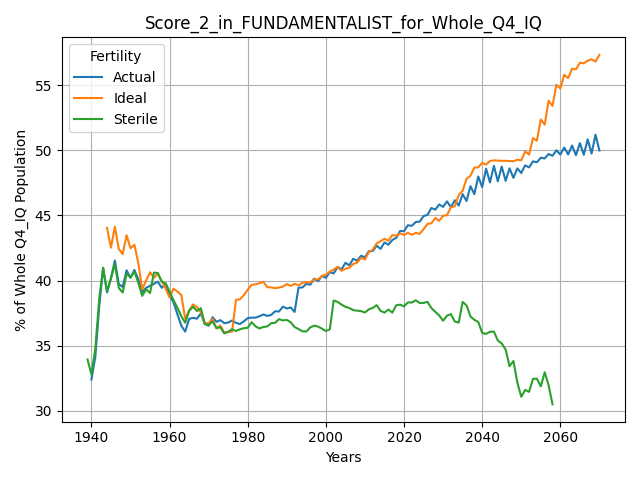 Score_2_in_FUNDAMENTALIST_for_Whole_Q4_IQ
Fertility
Actual
Ideal
Sterile
% of Whole Q4_IQ Population
55
50
45
40
35
30
1940
1960
1980
2000
2020
2040
2060
Years